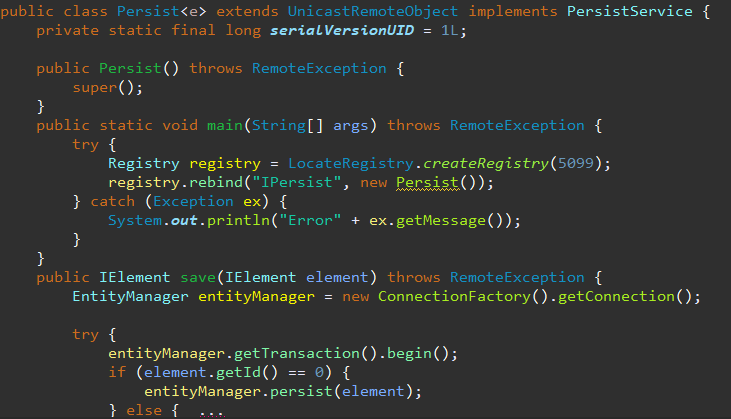 public class Persist<e> extends UnicastRemoteObject implements PersistService {
private static final long serialVersionUID = 1L;
public Persist() throws RemoteException {
super();
}
public static void main(String[] args) throws RemoteException {
try {
Registry registry = LocateRegistry.createRegistry(5099);
registry.rebind("IPersist", new Persist());
} catch (Exception ex) {
System.out.println("Error" + ex.getMessage());
}
}
public IElement save(IElement element) throws RemoteException {
EntityManager entityManager = new ConnectionFactory().getConnection();
try {
entityManager.getTransaction().begin();
if (element.getId() == 0) {
entityManager.persist(element);
} else { ...